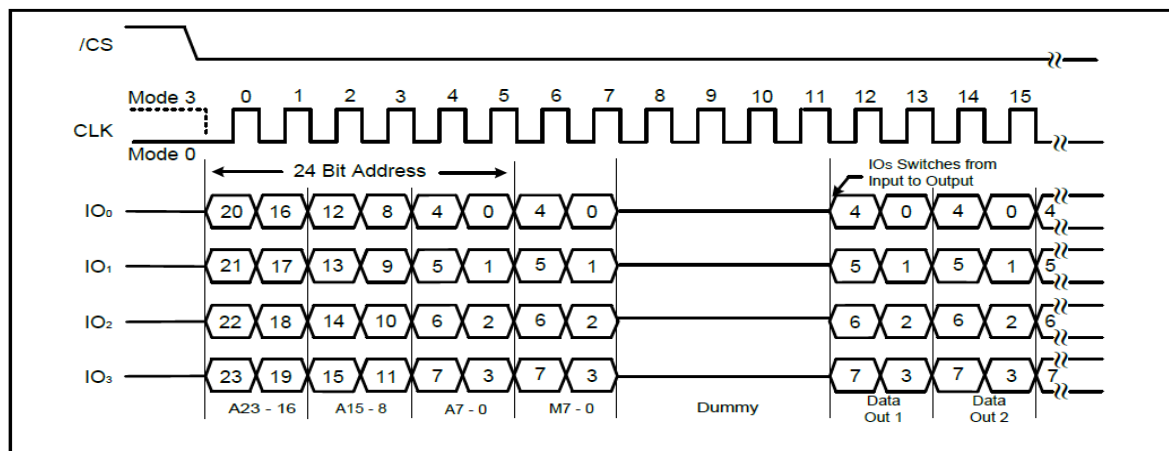 /CS
Mode 3 0 1 2 3 4 5 6 7 8 9 10 11 12 13 14 15
CLK
Mode 0
24 Bit Address
IOs Switches from
Input to Output
IO₀ 20 16 12 8 4 0 4 0 4 0 4 0 4
IO₁ 21 17 13 9 5 1 5 1 5 1 5 1 5
IO₂ 22 18 14 10 6 2 6 2 6 2 6 2 6
IO₃ 23 19 15 11 7 3 7 3 7 3 7 3 7
A23 - 16 A15 - 8 A7 - 0 M7 - 0 Dummy Data Data
Out 1 Out 2